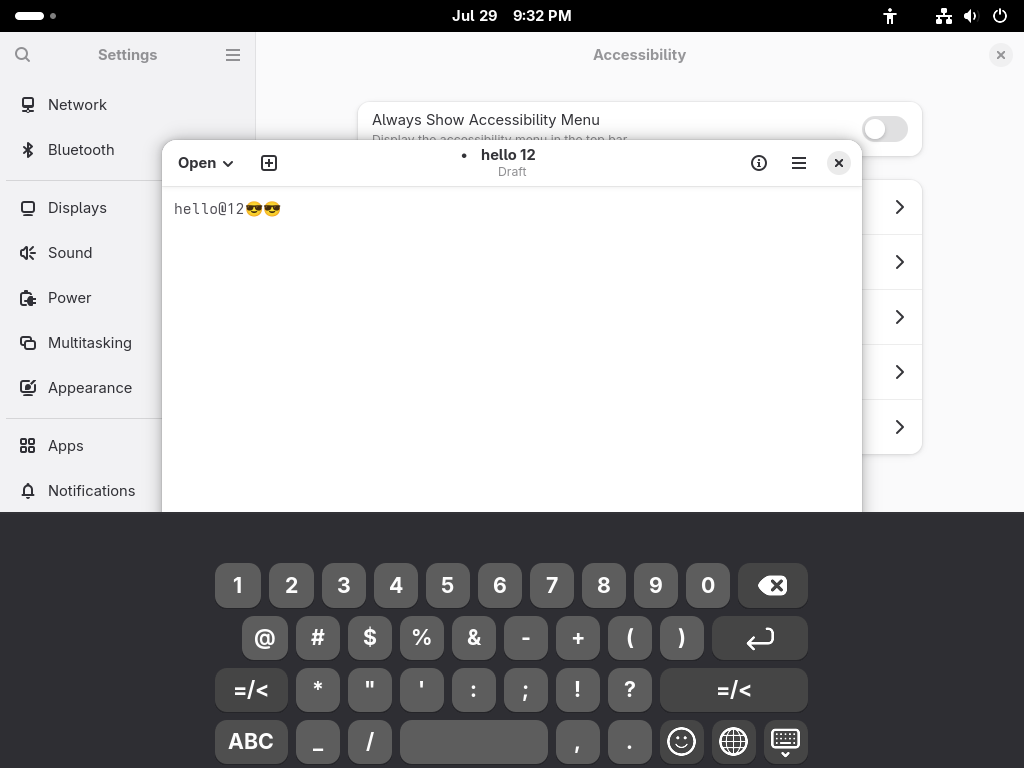 Jul 29 9:32 PM
Settings
Accessibility
Network
Always Show Accessibility Menu
Display the accessibility menu in the top bar
Bluetooth
Open
• hello 12
Draft
hello@12😎😎
Displays
Sound
Power
Multitasking
Appearance
Apps
Notifications
1 2 3 4 5 6 7 8 9 0
@ # $ % & - + ( )
=/< * " ' : ; ! ? =/<
ABC _ / , .